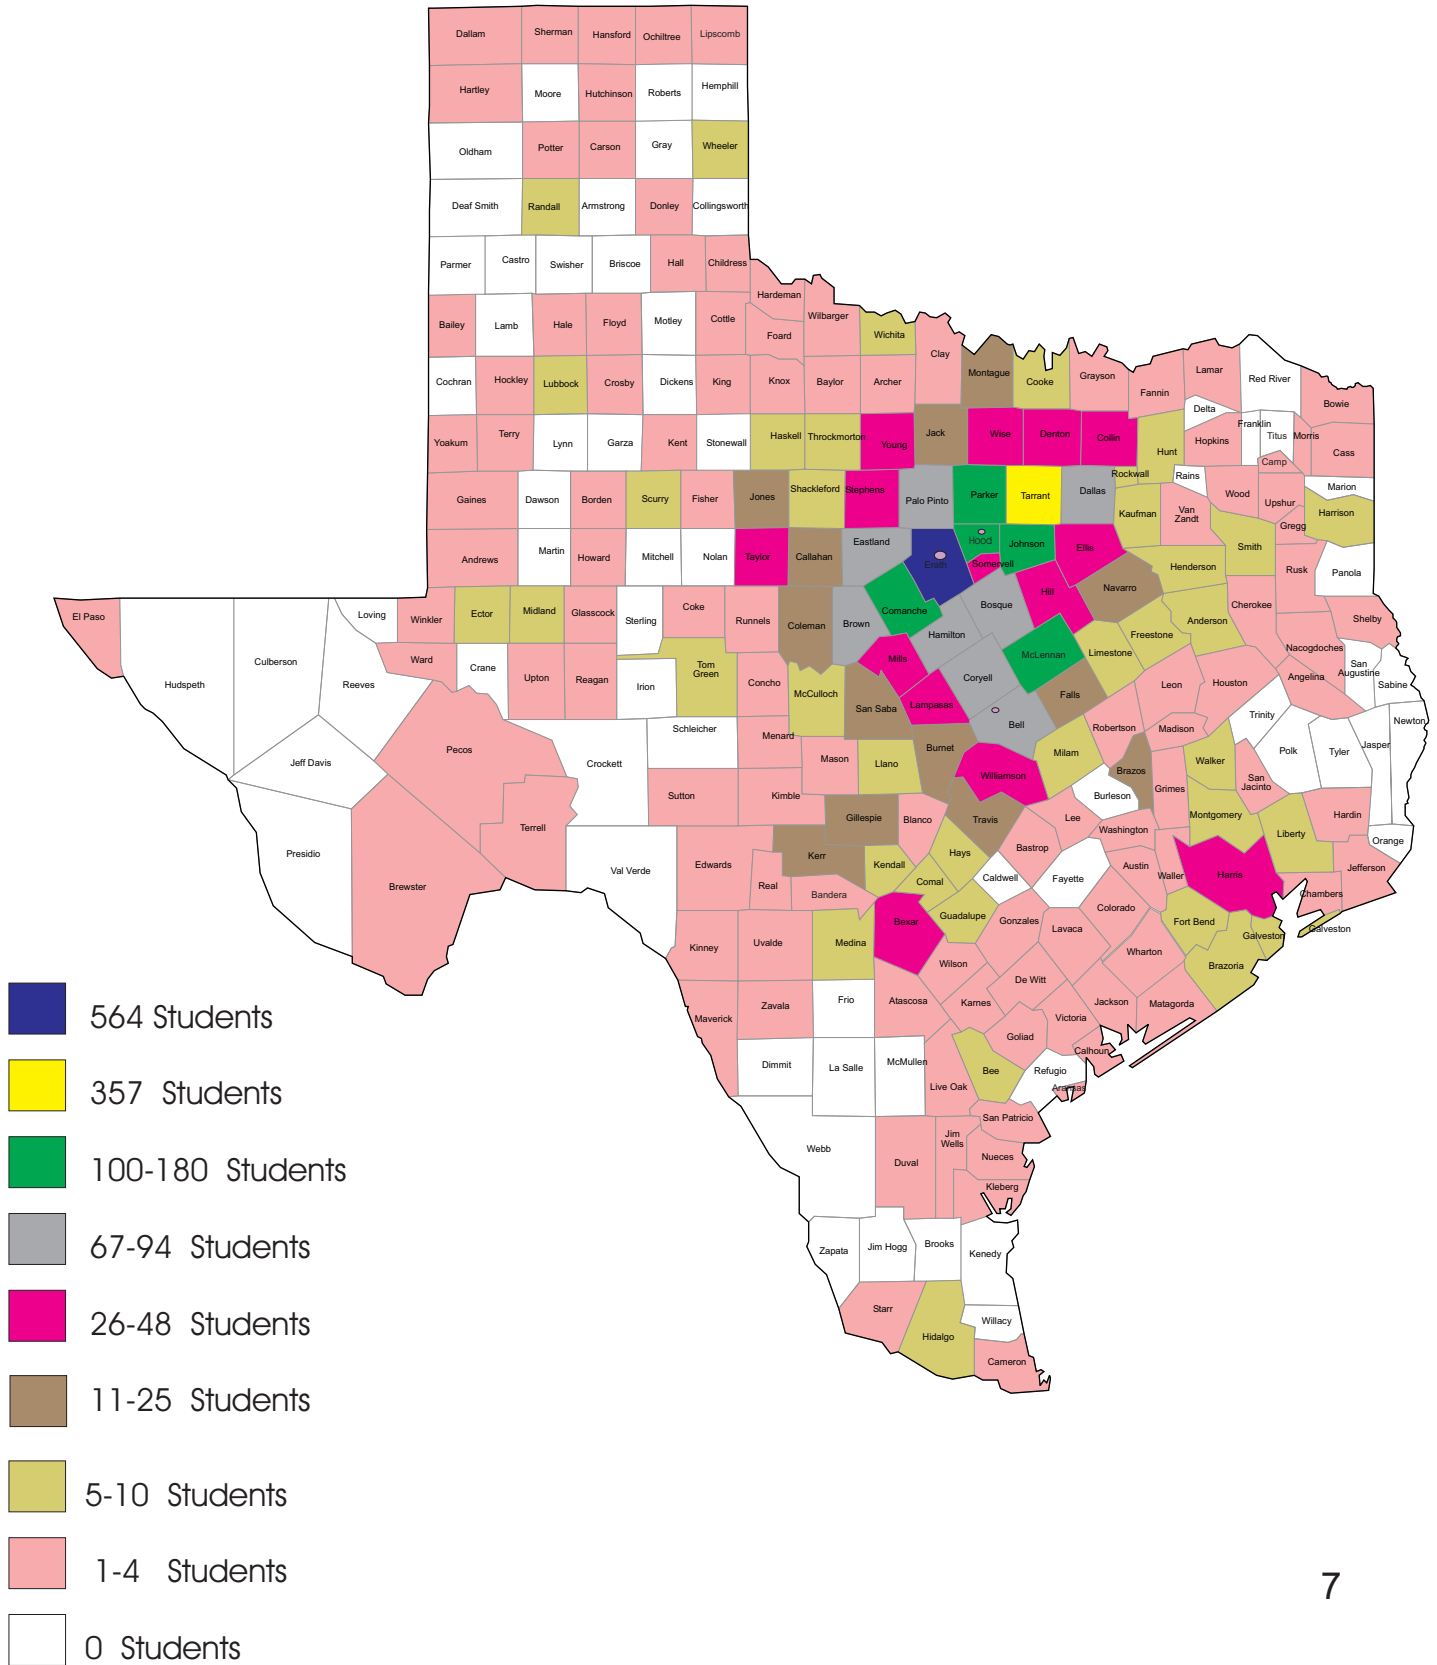 Dallam
Sherman
Hansford
Ochiltree
Lipscomb
Hartley
Moore
Hutchinson
Roberts
Hemphill
Oldham
Potter
Carson
Gray
Wheeler
Deaf Smith
Randall
Armstrong
Donley
Collingsworth
Parmer
Castro
Swisher
Briscoe
Hall
Childress
Hardeman
Bailey
Lamb
Hale
Floyd
Motley
Cottle
Foard
Wilbarger
Wichita
Clay
Montague
Cooke
Grayson
Fannin
Lamar
Red River
Bowie
Cochran
Hockley
Lubbock
Crosby
Dickens
King
Knox
Baylor
Archer
Delta
Franklin
Titus
Morris
Cass
Yoakum
Terry
Lynn
Garza
Kent
Stonewall
Haskell
Throckmorton
Young
Jack
Wise
Denton
Collin
Hunt
Hopkins
Camp
Rockwall
Rains
Marion
Gaines
Dawson
Borden
Scurry
Fisher
Jones
Shackleford
Stephens
Palo Pinto
Parker
Tarrant
Dallas
Kaufman
Van
Zandt
Wood
Upshur
Gregg
Harrison
Andrews
Martin
Howard
Mitchell
Nolan
Taylor
Callahan
Eastland
Erath
Hood
Somervell
Johnson
Ellis
Navarro
Henderson
Smith
Rusk
Panola
El Paso
Hudspeth
Culberson
Loving
Reeves
Winkler
Ector
Midland
Glasscock
Sterling
Coke
Runnels
Coleman
Brown
Comanche
Hamilton
Bosque
Hill
Freestone
Anderson
Cherokee
Shelby
Ward
Crane
Upton
Reagan
Irion
Tom
Green
Concho
McCulloch
San Saba
Mills
Lampases
Coryell
McLennan
Limestone
Falls
Leon
Houston
Nacogdoches
Angelina
San
Augustine
Sabine
Jeff Davis
Pecos
Crockett
Schleicher
Menard
Mason
Llano
Burnet
Bell
Milam
Robertson
Madison
Trinity
Polk
Tyler
Jasper
Newton
Presidio
Brewster
Terrell
Sutton
Kimble
Gillespie
Blanco
Williamson
Travis
Burleson
Brazos
Grimes
Walker
San
Jacinto
Hardin
Orange
Val Verde
Edwards
Real
Kerr
Bandera
Kendall
Comal
Hays
Caldwell
Bastrop
Lee
Fayette
Washington
Austin
Waller
Montgomery
Liberty
Harris
Jefferson
Chambers
Kinney
Uvalde
Medina
Bexar
Guadalupe
Gonzales
Lavaca
Colorado
Fort Bend
Galveston
Galveston
Brazoria
Wharton
Wilson
De Witt
Jackson
Matagorda
Maverick
Zavala
Frio
Atascosa
Karnes
Goliad
Victoria
Calhoun
Dimmit
La Salle
McMullen
Live Oak
Bee
Refugio
Aransas
San Patricio
Webb
Duval
Jim
Wells
Nueces
Kleberg
Zapata
Jim Hogg
Brooks
Kenedy
Starr
Hidalgo
Willacy
Cameron
564 Students
357 Students
100-180 Students
67-94 Students
26-48 Students
11-25 Students
5-10 Students
1-4 Students
0 Students
7